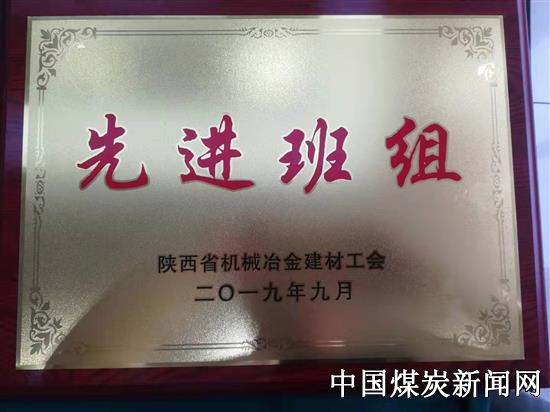 先进班组
陕西省机械冶金建材工会
二〇一九年九月
中国煤炭新闻网